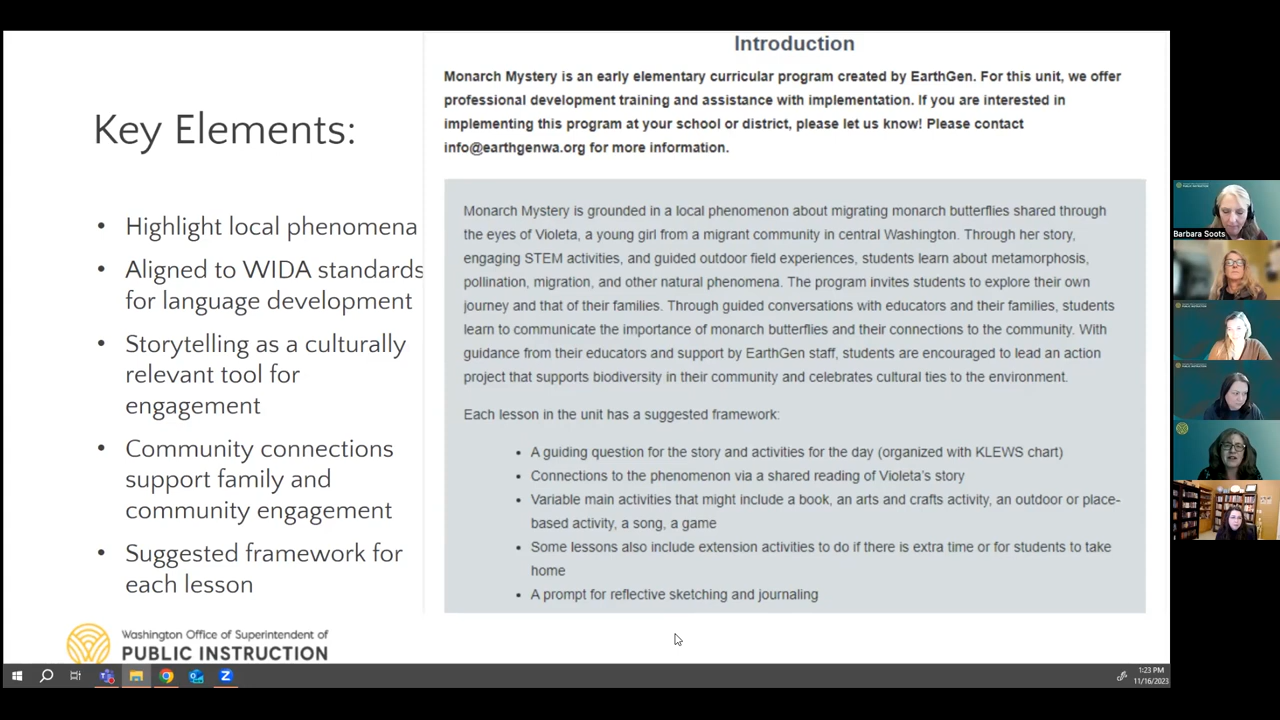 Key Elements:
• Highlight local phenomena
• Aligned to WIDA standards
for language development
• Storytelling as a culturally
relevant tool for
engagement
• Community connections
support family and
community engagement
• Suggested framework for
each lesson
Washington Office of Superintendent of
PUBLIC INSTRUCTION
Introduction
Monarch Mystery is an early elementary curricular program created by EarthGen. For this unit, we offer
professional development training and assistance with implementation. If you are interested in
implementing this program at your school or district, please let us know! Please contact
info@earthgenwa.org for more information.
Monarch Mystery is grounded in a local phenomenon about migrating monarch butterflies shared through
the eyes of Violeta, a young girl from a migrant community in central Washington. Through her story,
engaging STEM activities, and guided outdoor field experiences, students learn about metamorphosis,
pollination, migration, and other natural phenomena. The program invites students to explore their own
journey and that of their families. Through guided conversations with educators and their families, students
learn to communicate the importance of monarch butterflies and their connections to the community. With
guidance from their educators and support by EarthGen staff, students are encouraged to lead an action
project that supports biodiversity in their community and celebrates cultural ties to the environment.
Each lesson in the unit has a suggested framework:
• A guiding question for the story and activities for the day (organized with KLEWS chart)
• Connections to the phenomenon via a shared reading of Violeta's story
• Variable main activities that might include a book, an arts and crafts activity, an outdoor or place-
based activity, a song, a game
• Some lessons also include extension activities to do if there is extra time or for students to take
home
• A prompt for reflective sketching and journaling
Barbara Soots
PUBLIC INSTRUCTION
PUBLIC INSTRUCTION
PUBLIC INSTRUCTION
1:23 PM
11/16/2023